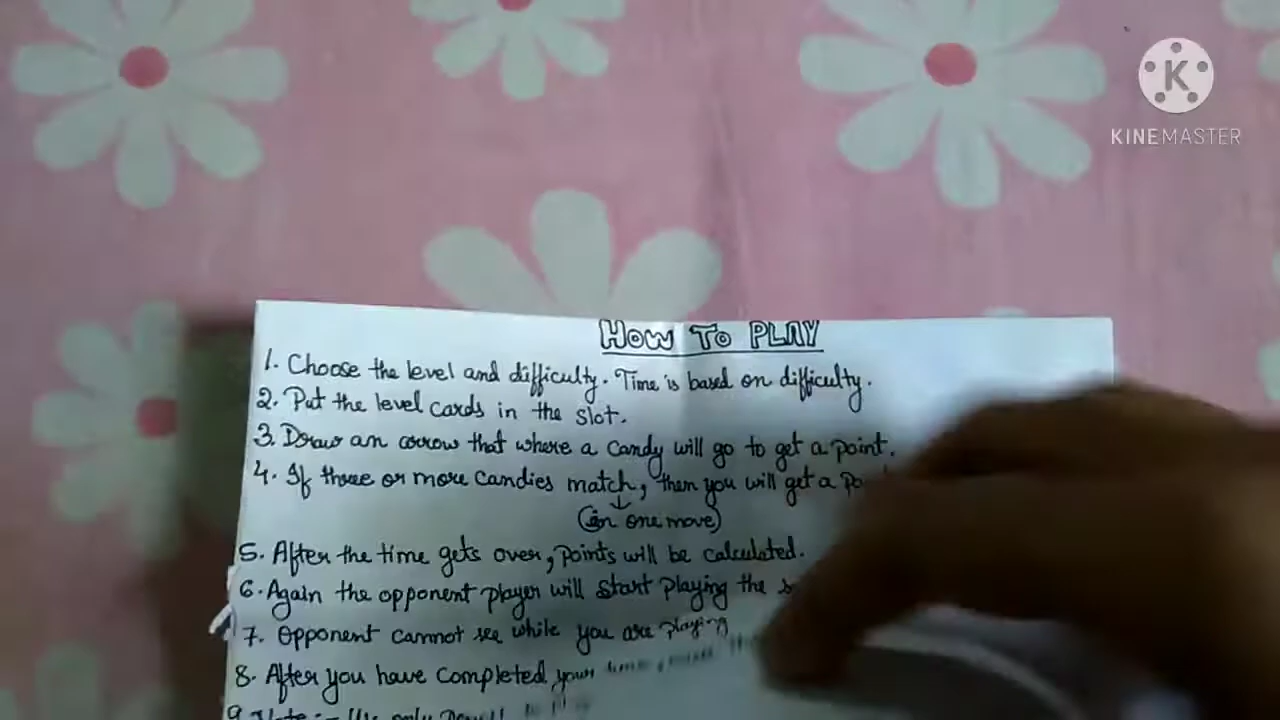 K
KINEMASTER
HOW TO PLAY
1. Choose the level and difficulty. Time is based on difficulty.
2. Put the level cards in the slot.
3. Draw an arrow that where a candy will go to get a point.
4. If three or more candies match, then you will get a
(in one move)
5. After the time gets over, points will be calculated.
6. Again the opponent player will start playing the
7. Opponent cannot see while you are playing
8. After you have completed your
9. Note :- Use only